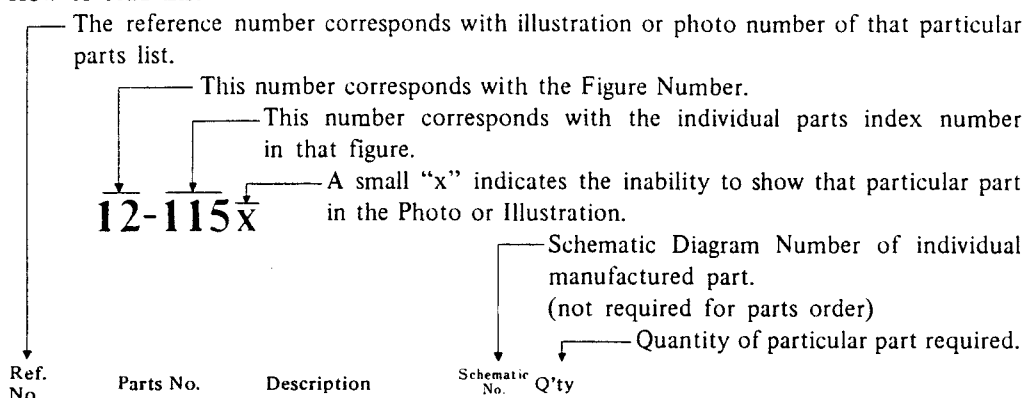 The reference number corresponds with illustration or photo number of that particular
parts list.
This number corresponds with the Figure Number.
This number corresponds with the individual parts index number
in that figure.
A small “x” indicates the inability to show that particular part
in the Photo or Illustration.
12-115x
Schematic Diagram Number of individual
manufactured part.
(not required for parts order)
Quantity of particular part required.
Ref. No. Parts No. Description Schematic No. Q'ty